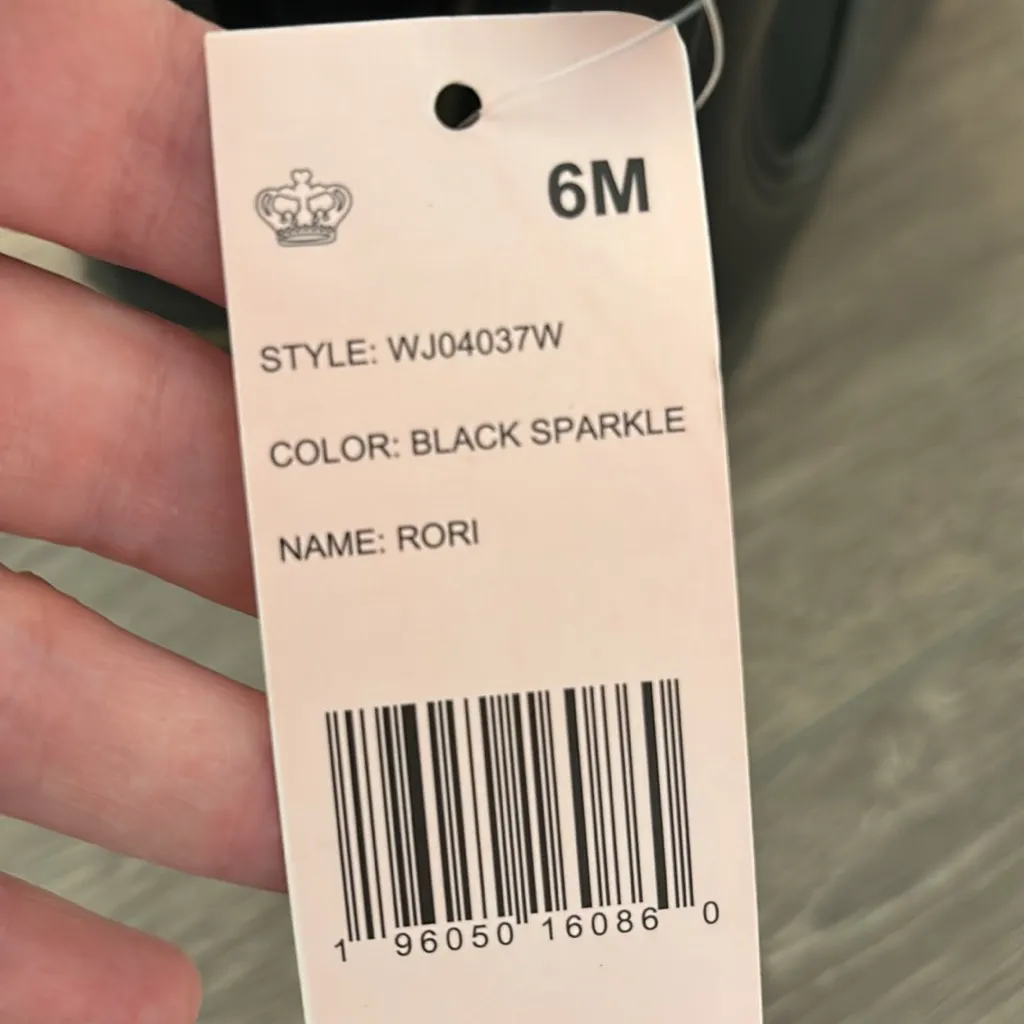 6M
STYLE: WJ04037W
COLOR: BLACK SPARKLE
NAME: RORI
1 96050 16086 0